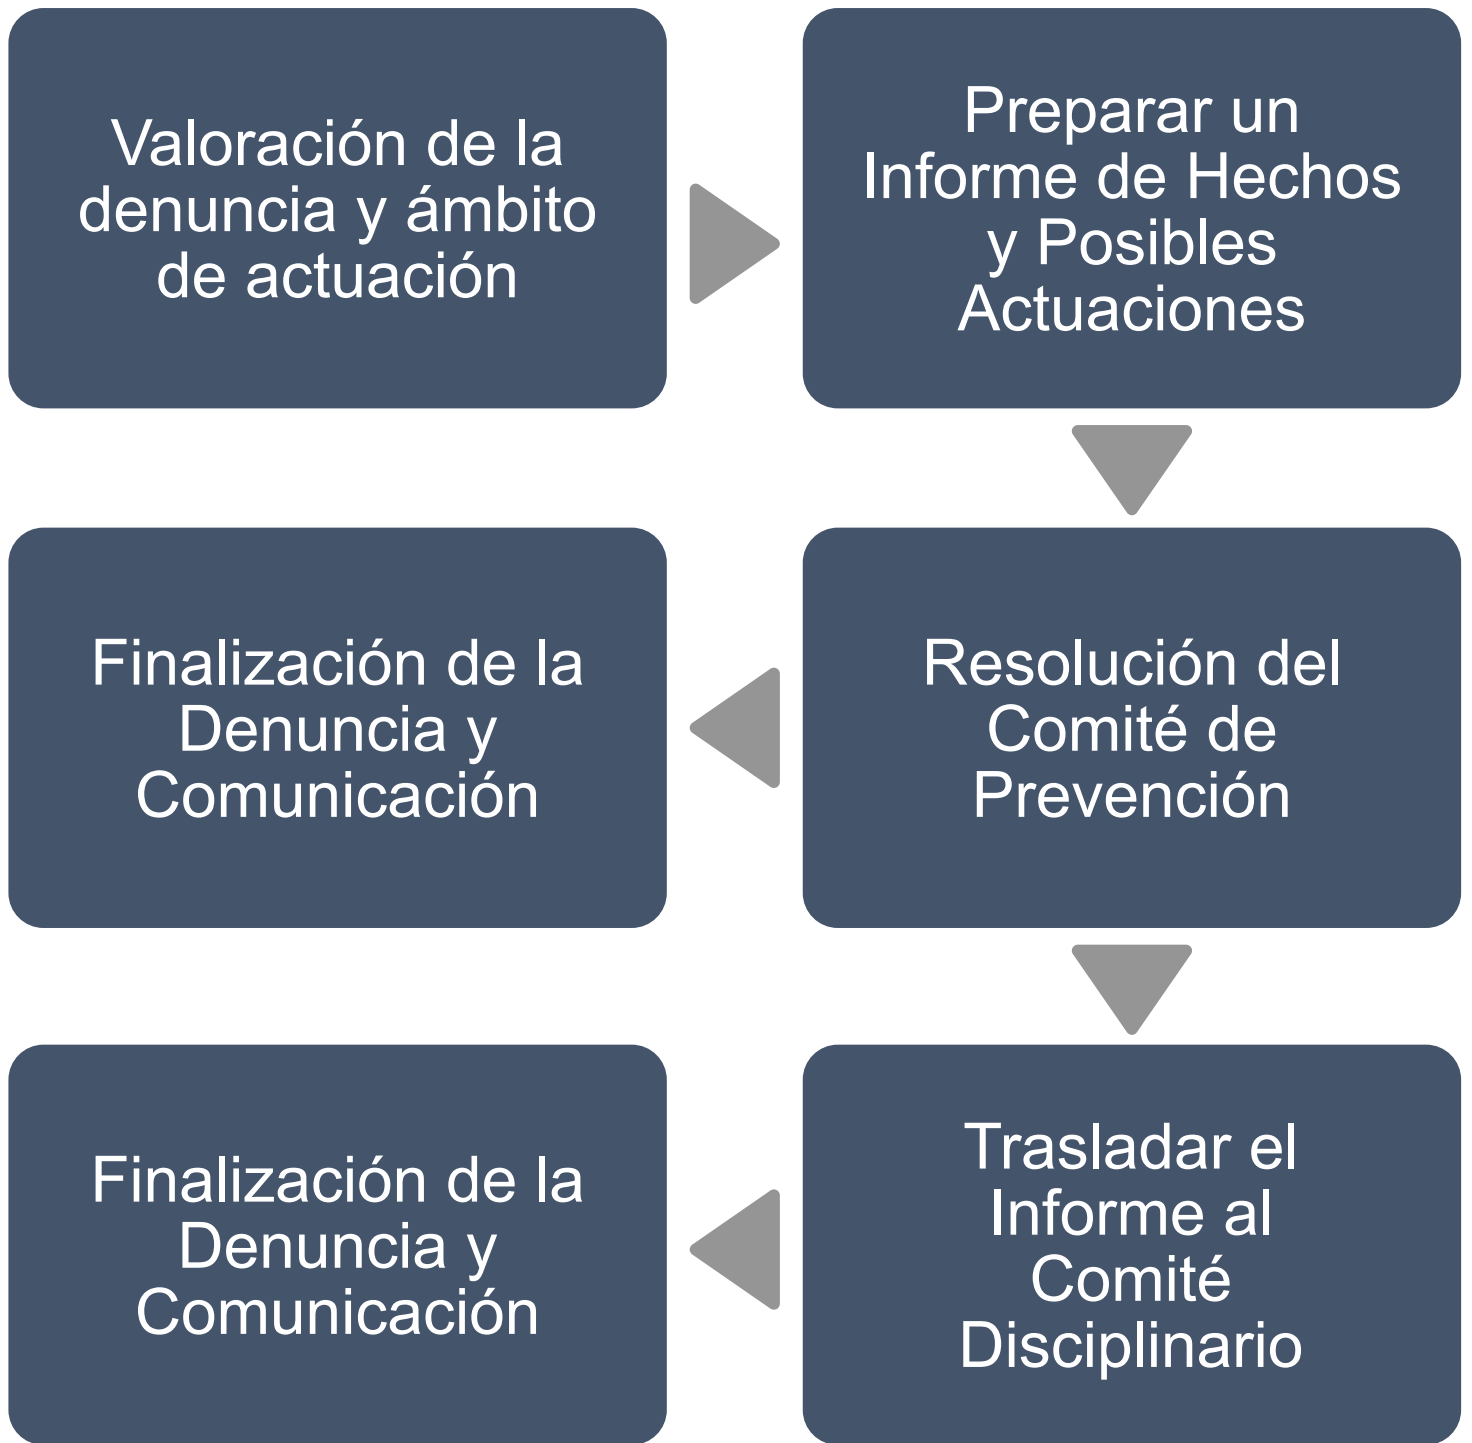 Valoración de la
denuncia y ámbito
de actuación
Preparar un
Informe de Hechos
y Posibles
Actuaciones
Resolución del
Comité de
Prevención
Finalización de la
Denuncia y
Comunicación
Trasladar el
Informe al
Comité
Disciplinario
Finalización de la
Denuncia y
Comunicación